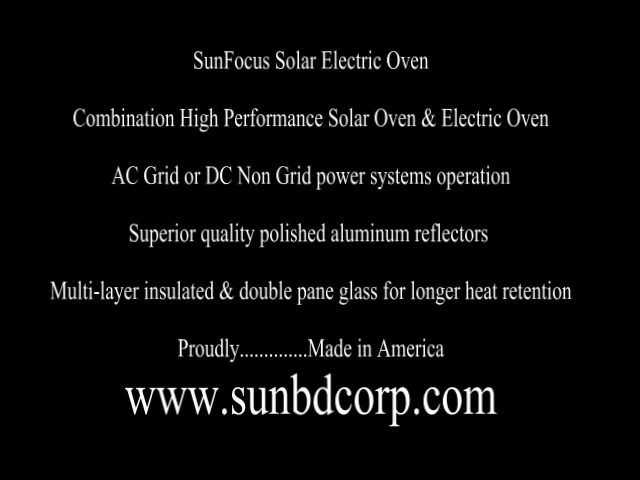 SunFocus Solar Electric Oven
Combination High Performance Solar Oven & Electric Oven
AC Grid or DC Non Grid power systems operation
Superior quality polished aluminum reflectors
Multi-layer insulated & double pane glass for longer heat retention
Proudly..............Made in America
www.sunbdcorp.com